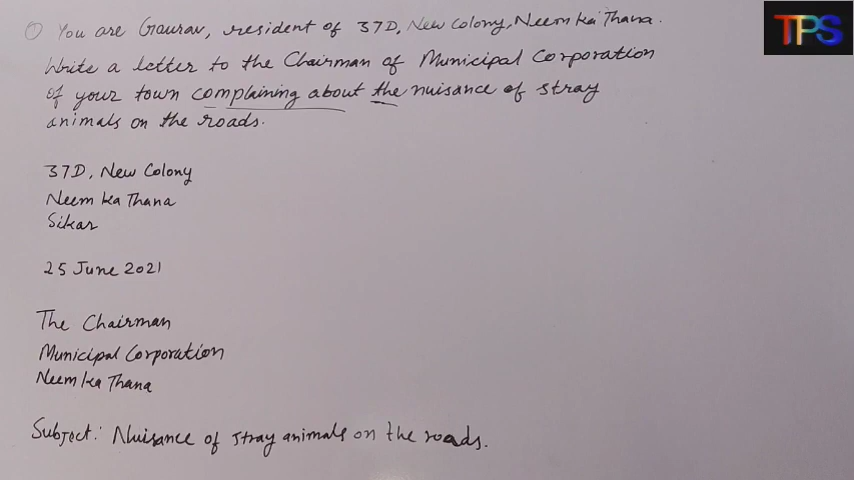 You are Gaurav, resident of 37D, New Colony, Neem ka Thana.
Write a letter to the Chairman of Municipal Corporation
of your town complaining about the nuisance of stray
animals on the roads.
37D, New Colony
Neem ka Thana
Sikar
25 June 2021
The Chairman
Municipal Corporation
Neem ka Thana
Subject: Nuisance of stray animals on the roads.
TPS